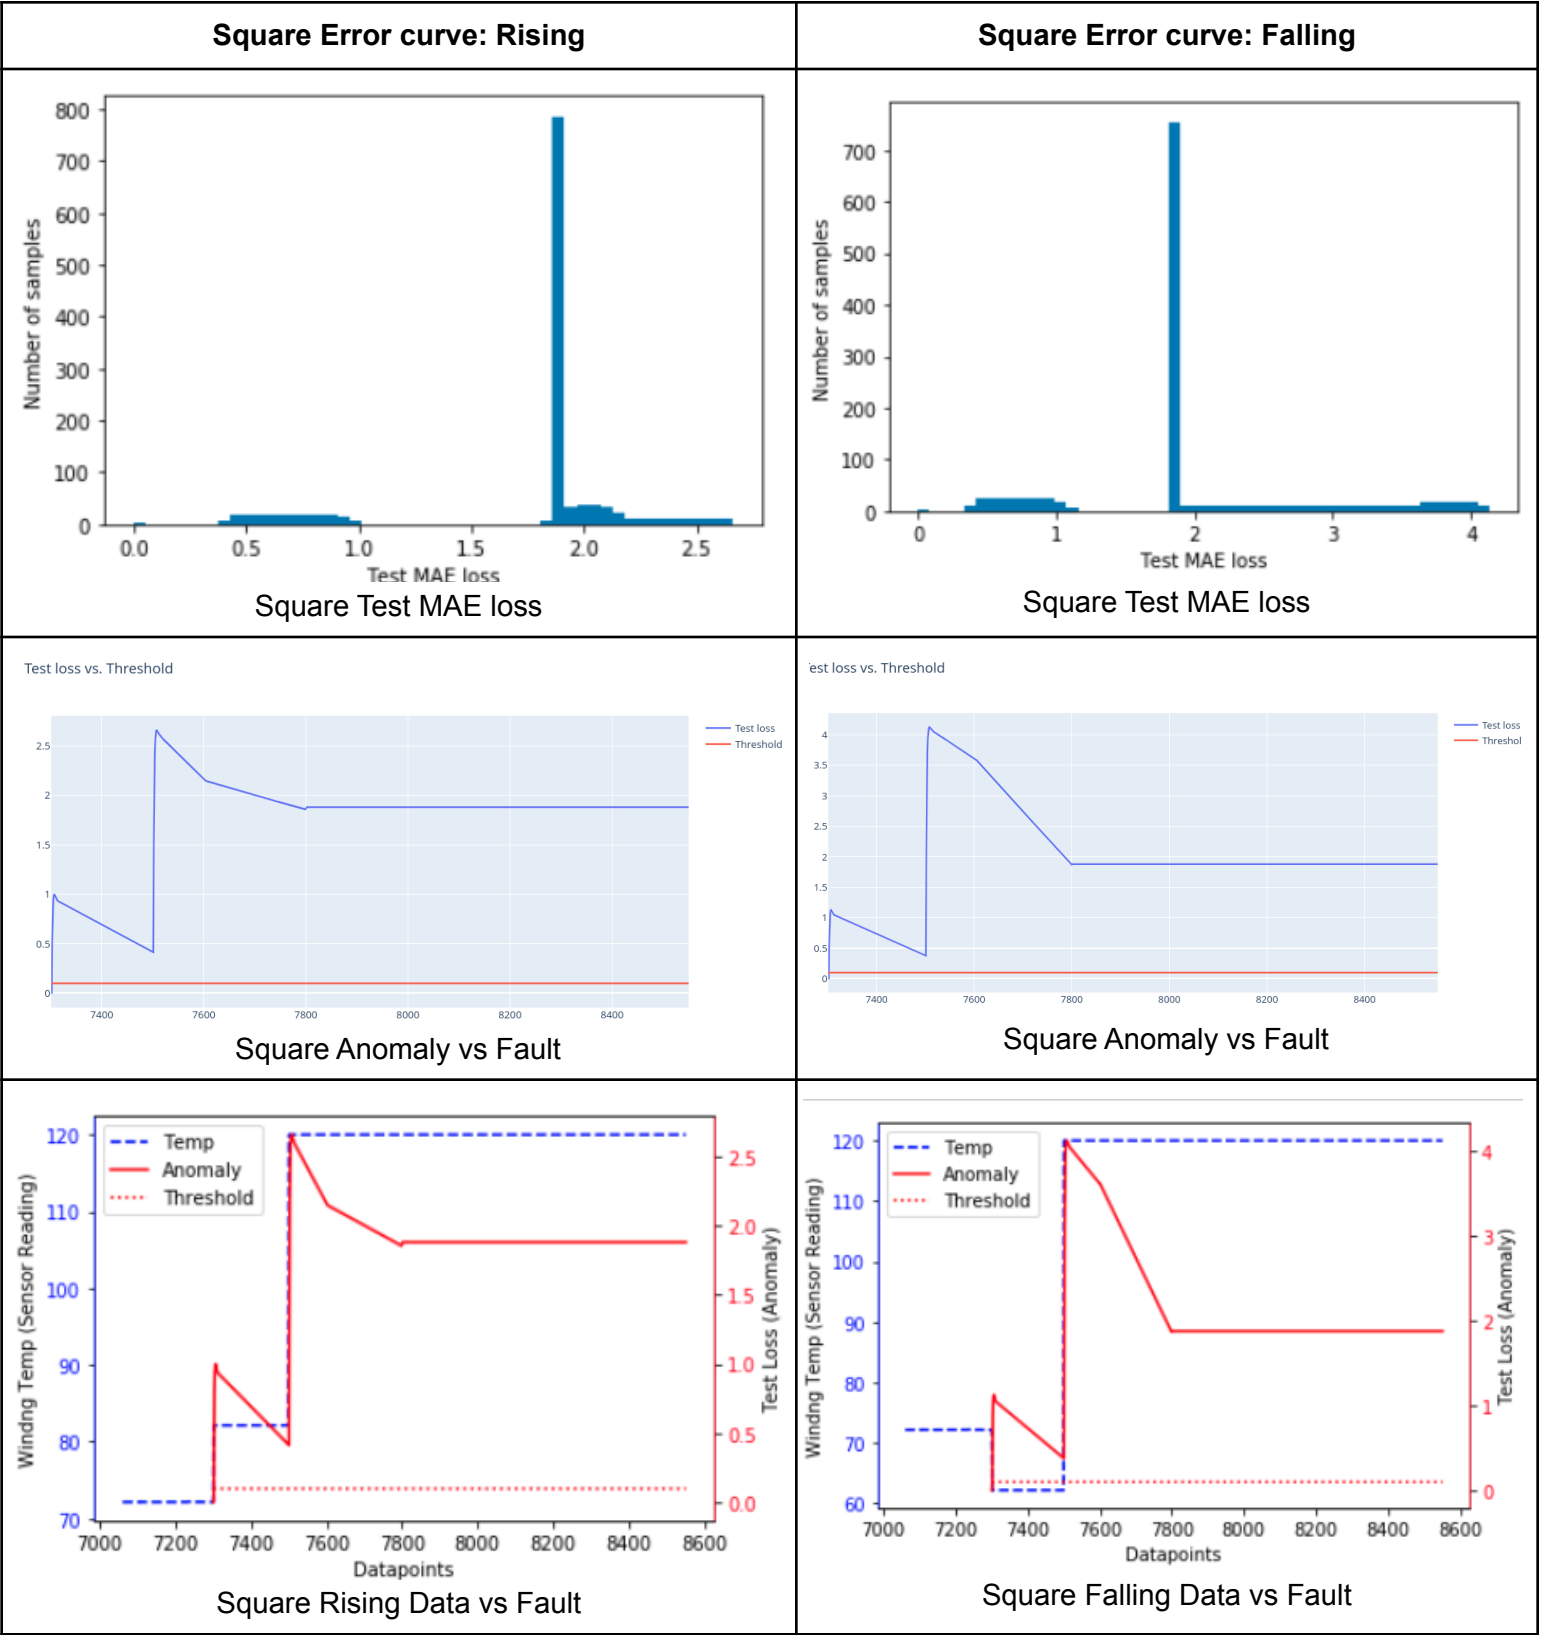 Square Error curve: Rising
Square Error curve: Falling
800
700
600
500
400
300
200
100
0
Number of samples
0.0 0.5 1.0 1.5 2.0 2.5
Test MAE loss
Square Test MAE loss
700
600
500
400
300
200
100
0
Number of samples
0 1 2 3 4
Test MAE loss
Square Test MAE loss
Test loss vs. Threshold
2.5
2
1.5
1
0.5
0
7400 7600 7800 8000 8200 8400
Test loss
Threshold
Square Anomaly vs Fault
est loss vs. Threshold
4
3.5
3
2.5
2
1.5
1
0.5
0
7400 7600 7800 8000 8200 8400
Test loss
Threshol
Square Anomaly vs Fault
120
110
100
90
80
70
Windng Temp (Sensor Reading)
Temp
Anomaly
Threshold
2.5
2.0
1.5
1.0
0.5
0.0
Test Loss (Anomaly)
7000 7200 7400 7600 7800 8000 8200 8400 8600
Datapoints
Square Rising Data vs Fault
120
110
100
90
80
70
60
Windng Temp (Sensor Reading)
Temp
Anomaly
Threshold
4
3
2
1
0
Test Loss (Anomaly)
7000 7200 7400 7600 7800 8000 8200 8400 8600
Datapoints
Square Falling Data vs Fault